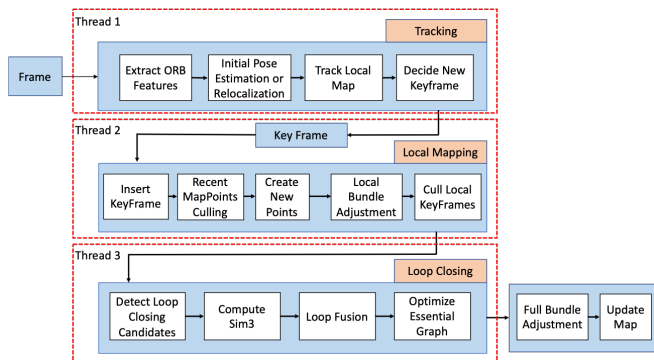 Thread 1
Tracking
Frame
Extract ORB
Features
Initial Pose
Estimation or
Relocalization
Track Local
Map
Decide New
Keyframe
Thread 2
Key Frame
Local Mapping
Insert
KeyFrame
Recent
MapPoints
Culling
Create
New
Points
Local
Bundle
Adjustment
Cull Local
KeyFrames
Thread 3
Loop Closing
Detect Loop
Closing
Candidates
Compute
Sim3
Loop Fusion
Optimize
Essential
Graph
Full Bundle
Adjustment
Update
Map